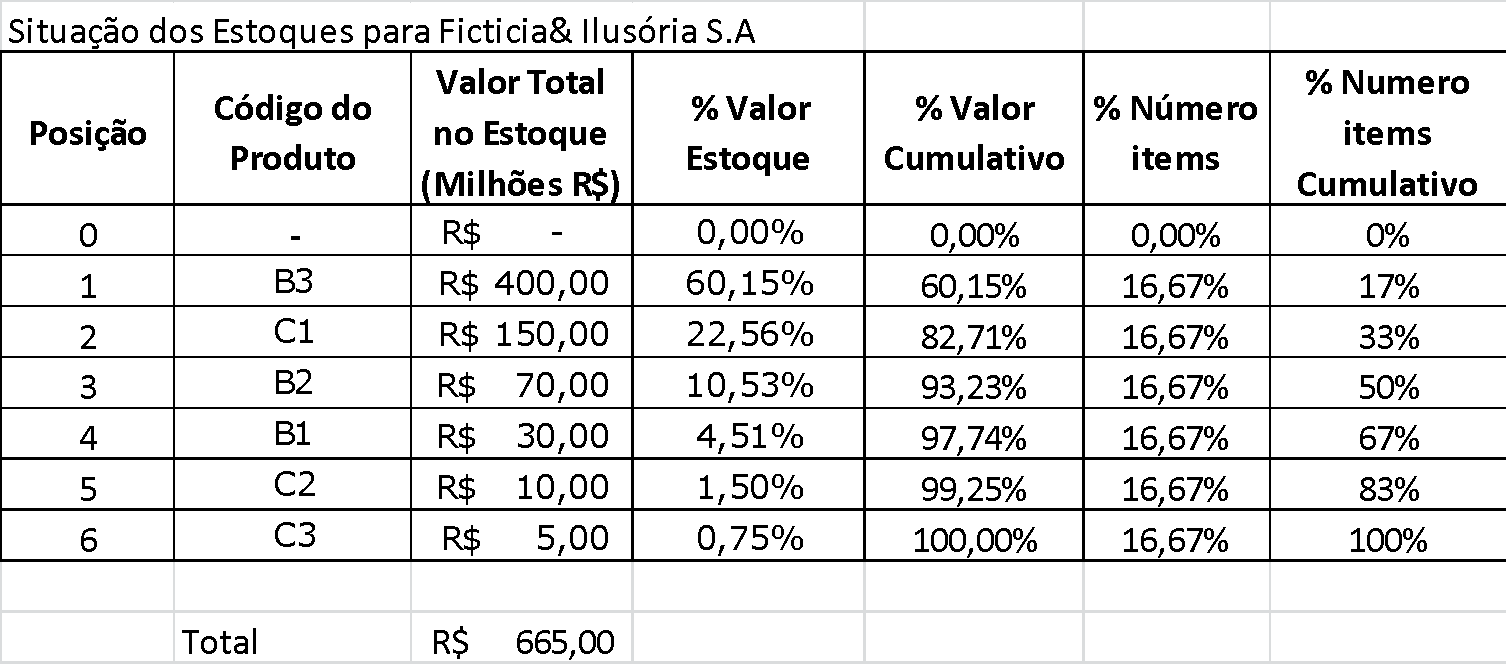 Situação dos Estoques para Ficticia& Ilusória S.A
Posição | Código do Produto | Valor Total no Estoque (Milhões R$) | % Valor Estoque | % Valor Cumulativo | % Número items | % Numero items Cumulativo
0 | - | R$ - | 0,00% | 0,00% | 0,00% | 0%
1 | B3 | R$ 400,00 | 60,15% | 60,15% | 16,67% | 17%
2 | C1 | R$ 150,00 | 22,56% | 82,71% | 16,67% | 33%
3 | B2 | R$ 70,00 | 10,53% | 93,23% | 16,67% | 50%
4 | B1 | R$ 30,00 | 4,51% | 97,74% | 16,67% | 67%
5 | C2 | R$ 10,00 | 1,50% | 99,25% | 16,67% | 83%
6 | C3 | R$ 5,00 | 0,75% | 100,00% | 16,67% | 100%
Total R$ 665,00